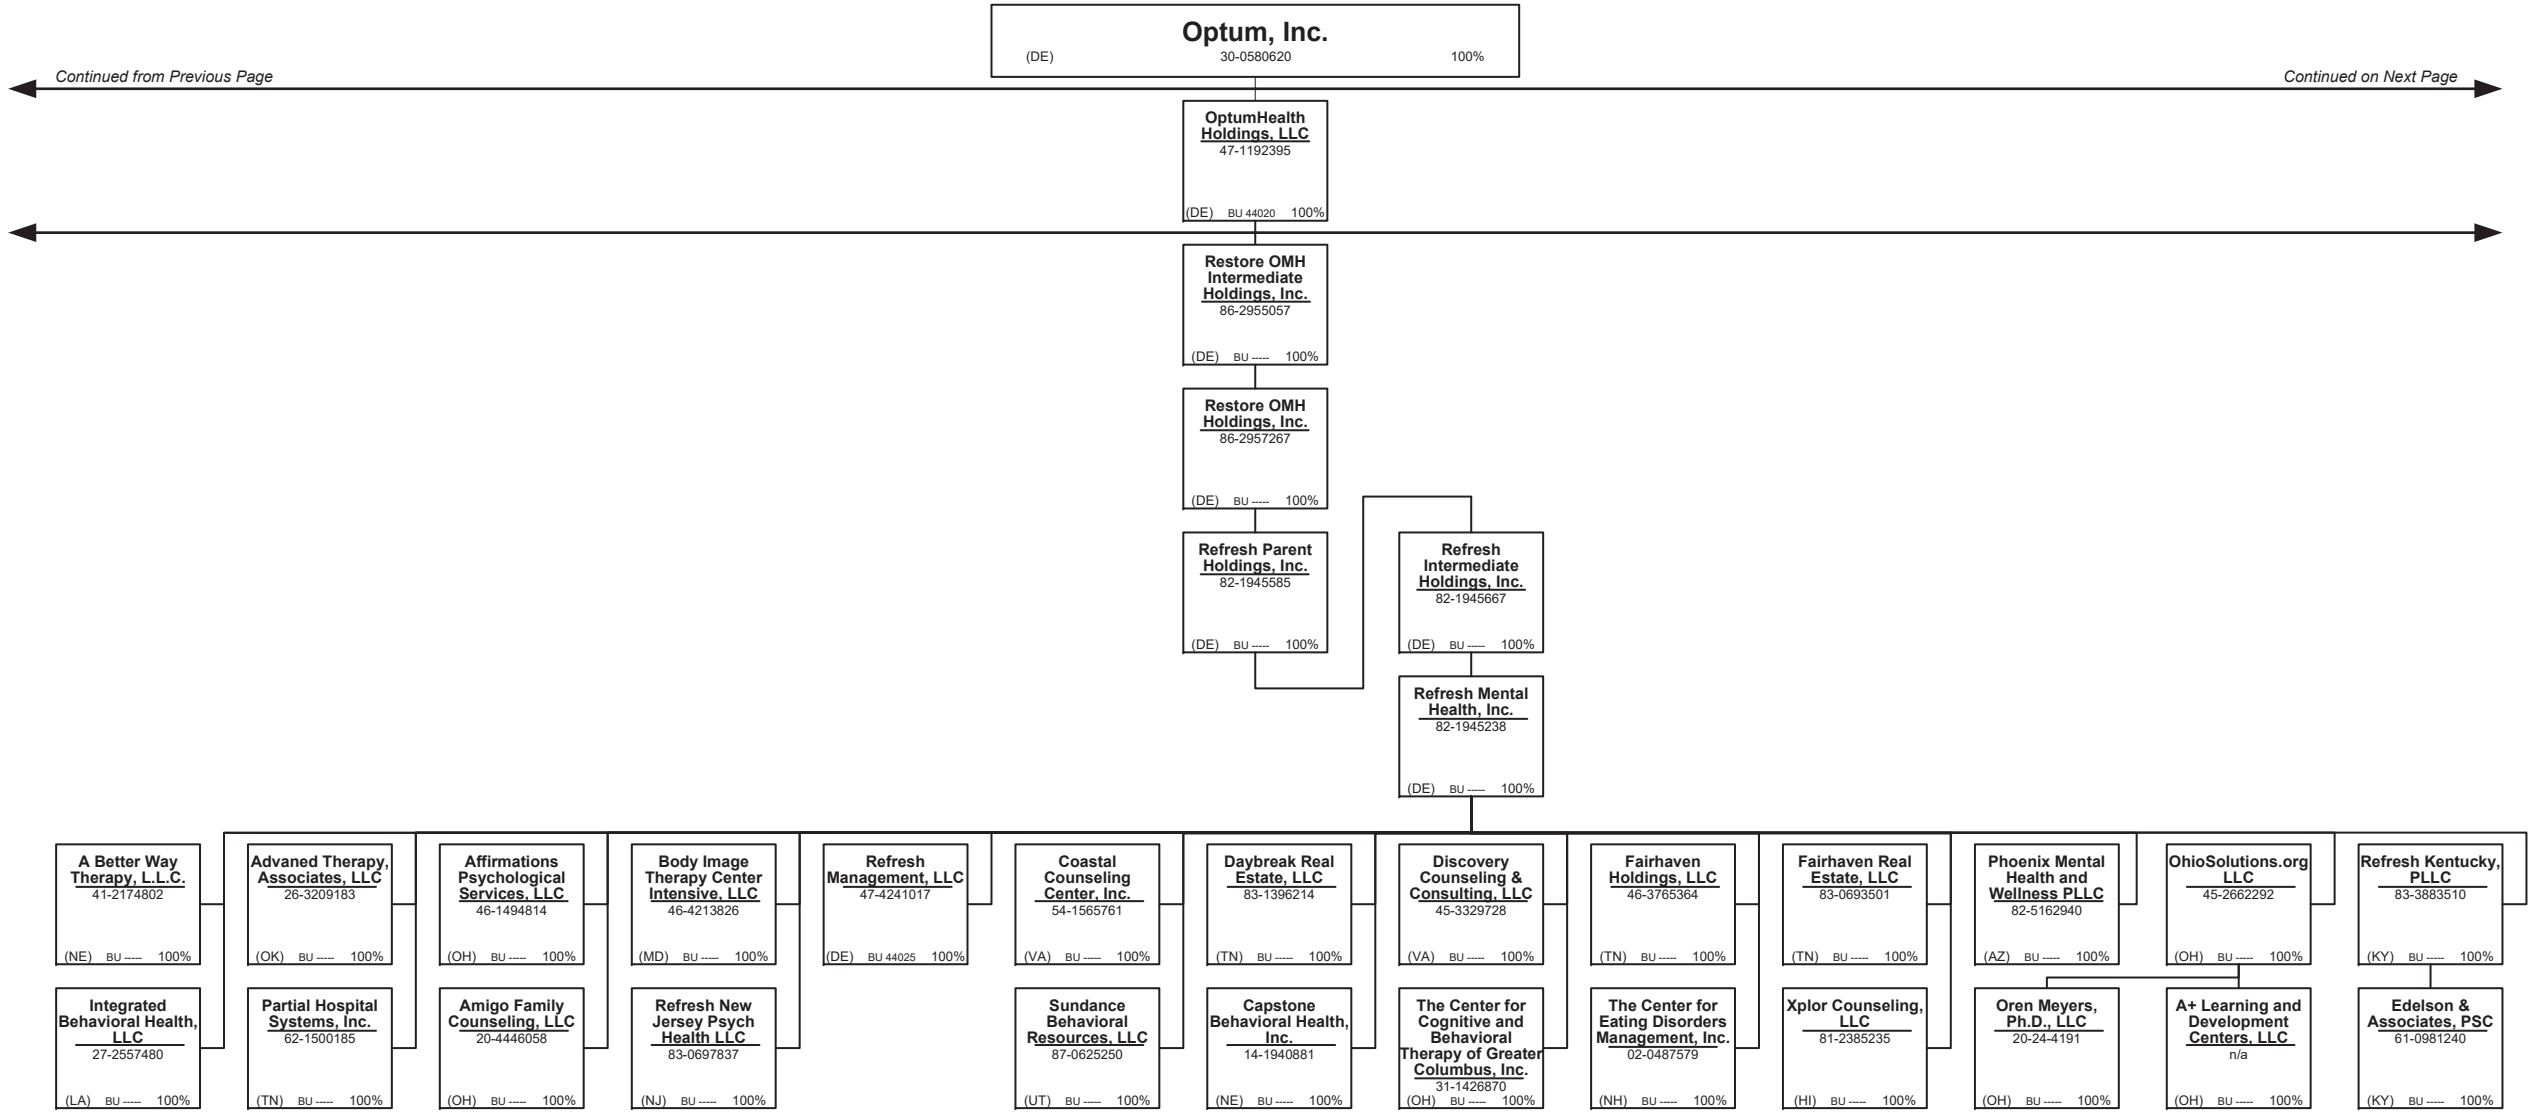 Optum, Inc.
(DE) 30-0580620 100%
Continued from Previous Page
Continued on Next Page
OptumHealth
Holdings, LLC
47-1192395
(DE) BU 44020 100%
Restore OMH
Intermediate
Holdings, Inc.
86-2955057
(DE) BU ----- 100%
Restore OMH
Holdings, Inc.
86-2957267
(DE) BU ----- 100%
Refresh Parent
Holdings, Inc.
82-1945585
(DE) BU ----- 100%
Refresh
Intermediate
Holdings, Inc.
82-1945667
(DE) BU ----- 100%
Refresh Mental
Health, Inc.
82-1945238
(DE) BU ----- 100%
A Better Way
Therapy, L.L.C.
41-2174802
(NE) BU ----- 100%
Advaned Therapy,
Associates, LLC
26-3209183
(OK) BU ----- 100%
Affirmations
Psychological
Services, LLC
46-1494814
(OH) BU ----- 100%
Body Image
Therapy Center
Intensive, LLC
46-4213826
(MD) BU ----- 100%
Refresh
Management, LLC
47-4241017
(DE) BU 44025 100%
Coastal
Counseling
Center, Inc.
54-1565761
(VA) BU ----- 100%
Daybreak Real
Estate, LLC
83-1396214
(TN) BU ----- 100%
Discovery
Counseling &
Consulting, LLC
45-3329728
(VA) BU ----- 100%
Fairhaven
Holdings, LLC
46-3765364
(TN) BU ----- 100%
Fairhaven Real
Estate, LLC
83-0693501
(TN) BU ----- 100%
Phoenix Mental
Health and
Wellness PLLC
82-5162940
(AZ) BU ----- 100%
OhioSolutions.org
LLC
45-2662292
(OH) BU ----- 100%
Refresh Kentucky,
PLLC
83-3883510
(KY) BU ----- 100%
Integrated
Behavioral Health,
LLC
27-2557480
(LA) BU ----- 100%
Partial Hospital
Systems, Inc.
62-1500185
(TN) BU ----- 100%
Amigo Family
Counseling, LLC
20-4446058
(OH) BU ----- 100%
Refresh New
Jersey Psych
Health LLC
83-0697837
(NJ) BU ----- 100%
Sundance
Behavioral
Resources, LLC
87-0625250
(UT) BU ----- 100%
Capstone
Behavioral Health,
Inc.
14-1940881
(NE) BU ----- 100%
The Center for
Cognitive and
Behavioral
Therapy of Greater
Columbus, Inc.
31-1426870
(OH) BU ----- 100%
The Center for
Eating Disorders
Management, Inc.
02-0487579
(NH) BU ----- 100%
Xplor Counseling,
LLC
81-2385235
(HI) BU ----- 100%
Oren Meyers,
Ph.D., LLC
20-24-4191
(OH) BU ----- 100%
A+ Learning and
Development
Centers, LLC
n/a
(OH) BU ----- 100%
Edelson &
Associates, PSC
61-0981240
(KY) BU ----- 100%